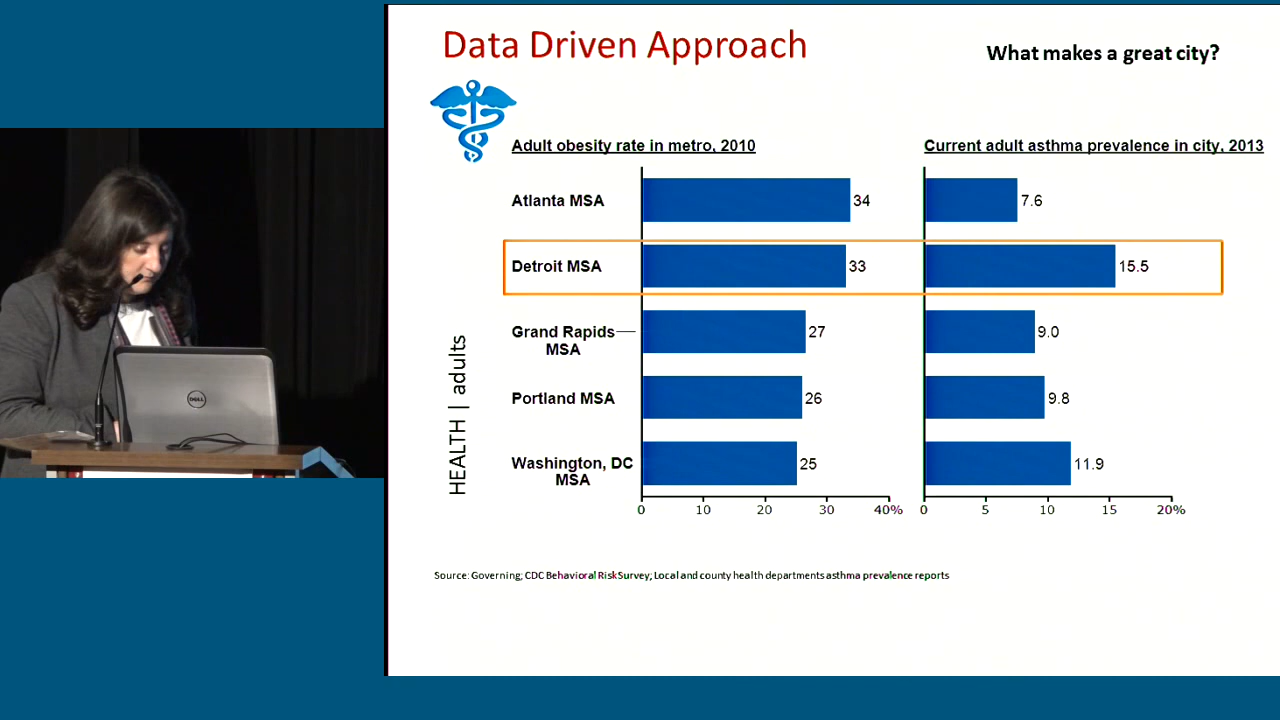 Data Driven Approach
What makes a great city?
Adult obesity rate in metro, 2010
Current adult asthma prevalence in city, 2013
Atlanta MSA
34
7.6
Detroit MSA
33
15.5
Grand Rapids
MSA
27
9.0
Portland MSA
26
9.8
Washington, DC
MSA
25
11.9
0 10 20 30 40%
0 5 10 15 20%
HEALTH | adults
Source: Governing; CDC Behavioral Risk Survey; Local and county health departments asthma prevalence reports
DELL